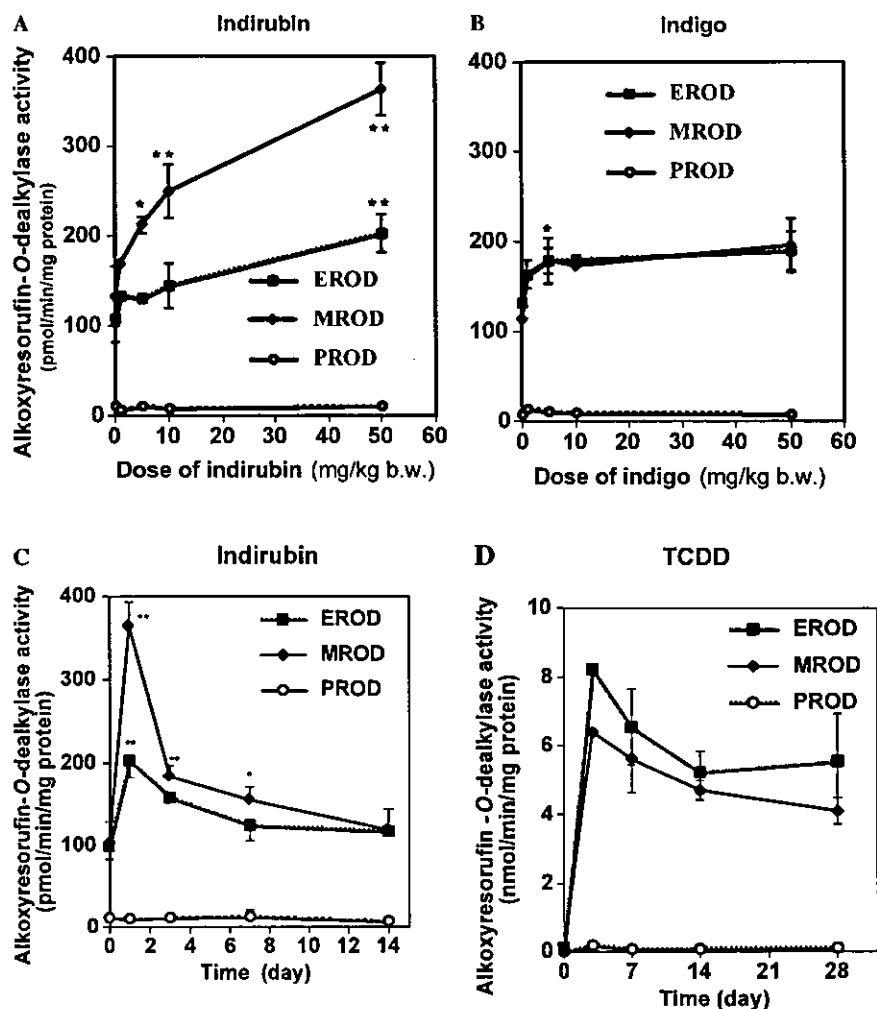 A
Indirubin
Alkoxyresorufin-O-dealkylase activity
(pmol/min/mg protein)
400
300
200
100
0
*
**
**
**
EROD
MROD
PROD
0 10 20 30 40 50 60
Dose of indirubin (mg/kg b.w.)
B
Indigo
400
300
200
100
0
*
EROD
MROD
PROD
0 10 20 30 40 50 60
Dose of indigo (mg/kg b.w.)
C
Indirubin
Alkoxyresorufin-O-dealkylase activity
(pmol/min/mg protein)
400
300
200
100
0
**
**
**
*
EROD
MROD
PROD
0 2 4 6 8 10 12 14
Time (day)
D
TCDD
Alkoxyresorufin -O-dealkylase activity
(nmol/min/mg protein)
10
8
6
4
2
0
EROD
MROD
PROD
0 7 14 21 28
Time (day)